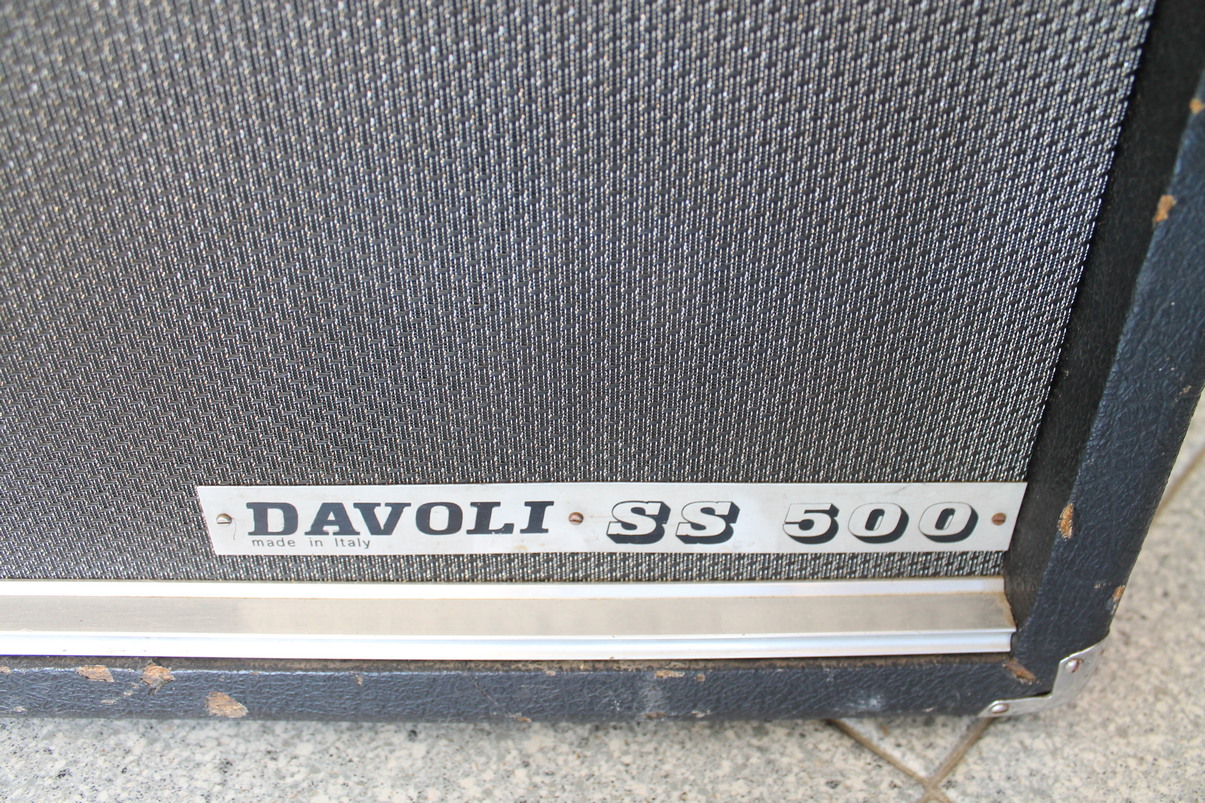 DAVOLI SS 500
made in Italy